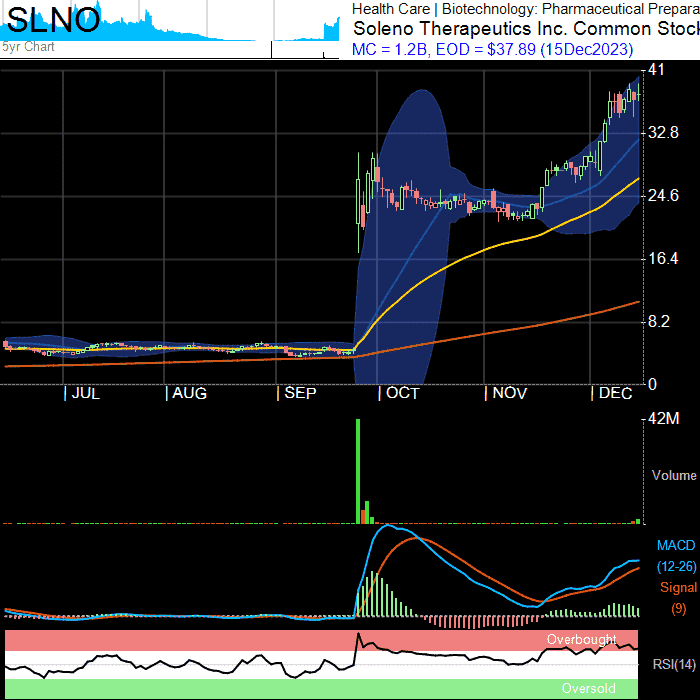 SLNO
5yr Chart
Health Care | Biotechnology: Pharmaceutical Prepara
Soleno Therapeutics Inc. Common Stock
MC = 1.2B, EOD = $37.89 (15Dec2023)
41
32.8
24.6
16.4
8.2
0
| JUL | AUG | SEP | OCT | NOV | DEC
42M
Volume
MACD
(12-26)
Signal
(9)
Overbought
RSI(14)
Oversold